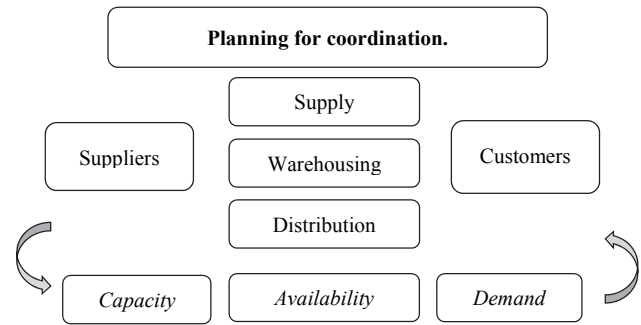 Planning for coordination.
Supply
Suppliers
Warehousing
Customers
Distribution
Capacity
Availability
Demand